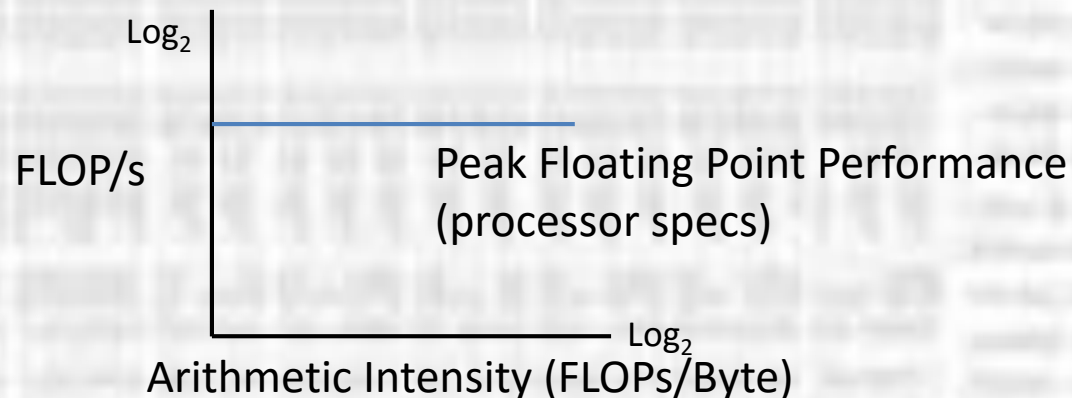 Log₂
FLOP/s
Peak Floating Point Performance
(processor specs)
Log₂
Arithmetic Intensity (FLOPs/Byte)